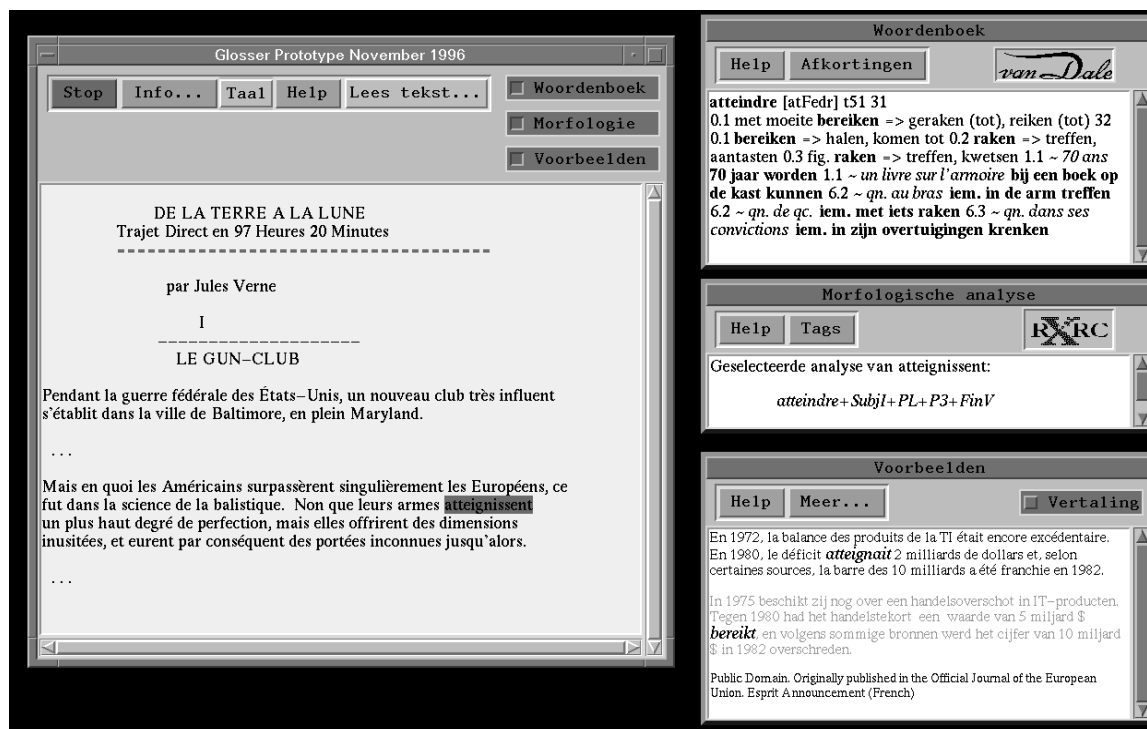 Glosser Prototype November 1996
Stop Info... Taal Help Lees tekst...
Woordenboek
Morfologie
Voorbeelden
DE LA TERRE A LA LUNE
Trajet Direct en 97 Heures 20 Minutes
par Jules Verne
I
LE GUN-CLUB
Pendant la guerre fédérale des États-Unis, un nouveau club très influent
s'établit dans la ville de Baltimore, en plein Maryland.
...
Mais en quoi les Américains surpassèrent singulièrement les Européens, ce
fut dans la science de la balistique. Non que leurs armes atteignissent
un plus haut degré de perfection, mais elles offrirent des dimensions
inusitées, et eurent par conséquent des portées inconnues jusqu'alors.
...
Woordenboek
Help Afkortingen
van Dale
atteindre [atFedr] t51 31
0.1 met moeite bereiken => geraken (tot), reiken (tot) 32
0.1 bereiken => halen, komen tot 0.2 raken => treffen,
aantasten 0.3 fig. raken => treffen, kwetsen 1.1 ~ 70 ans
70 jaar worden 1.1 ~ un livre sur l'armoire bij een boek op
de kast kunnen 6.2 ~ qn. au bras iem. in de arm treffen
6.2 ~ qn. de qc. iem. met iets raken 6.3 ~ qn. dans ses
convictions iem. in zijn overtuigingen krenken
Morfologische analyse
Help Tags
RXRC
Geselecteerde analyse van atteignissent:
atteindre+SubjI+PL+P3+FinV
Voorbeelden
Help Meer...
Vertaling
En 1972, la balance des produits de la TI était encore excédentaire.
En 1980, le déficit atteignait 2 milliards de dollars et, selon
certaines sources, la barre des 10 milliards a été franchie en 1982.
In 1975 beschikt zij nog over een handelsoverschot in IT-producten.
Tegen 1980 had het handelstekort een waarde van 5 miljard $
bereikt, en volgens sommige bronnen werd het cijfer van 10 miljard
$ in 1982 overschreden.
Public Domain. Originally published in the Official Journal of the European
Union. Esprit Announcement (French)